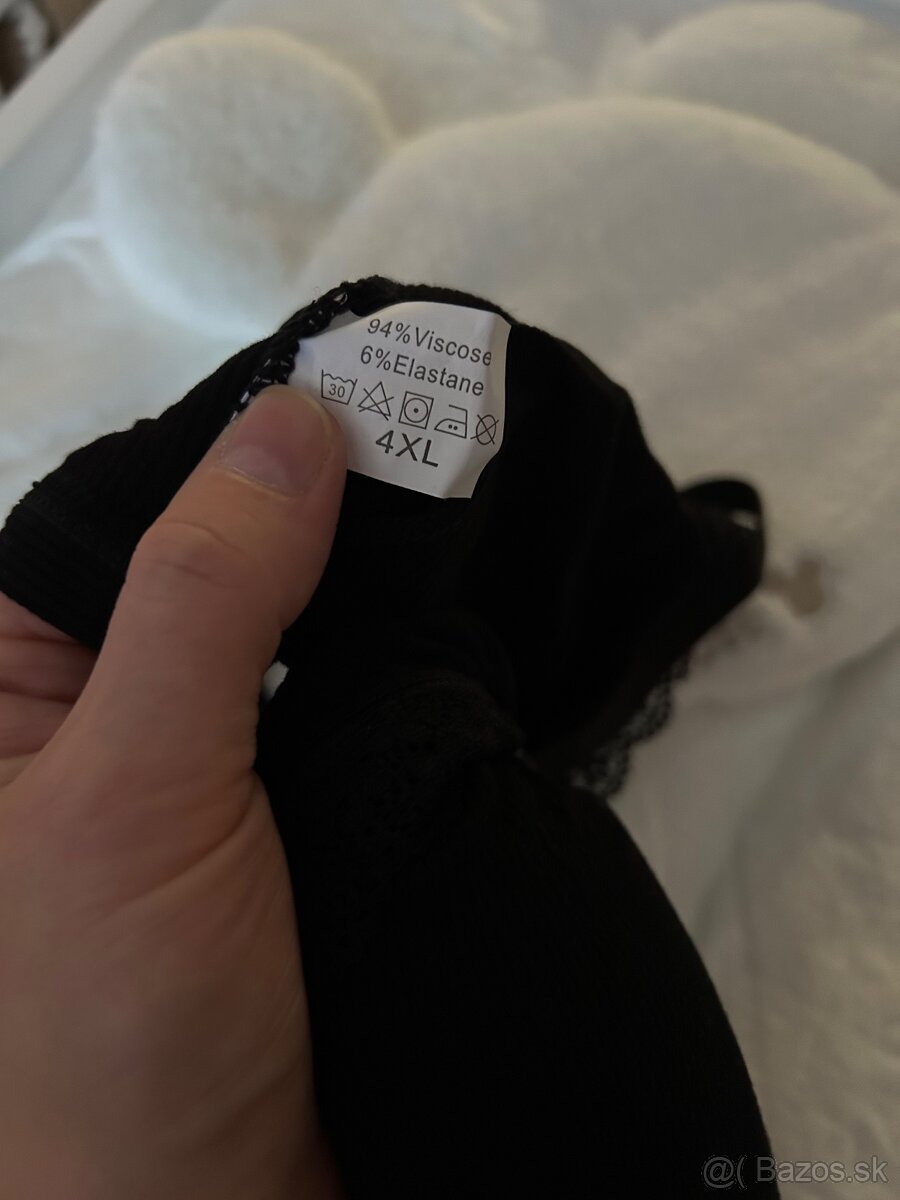 94%Viscose
6%Elastane
30
4XL
@( Bazos.sk